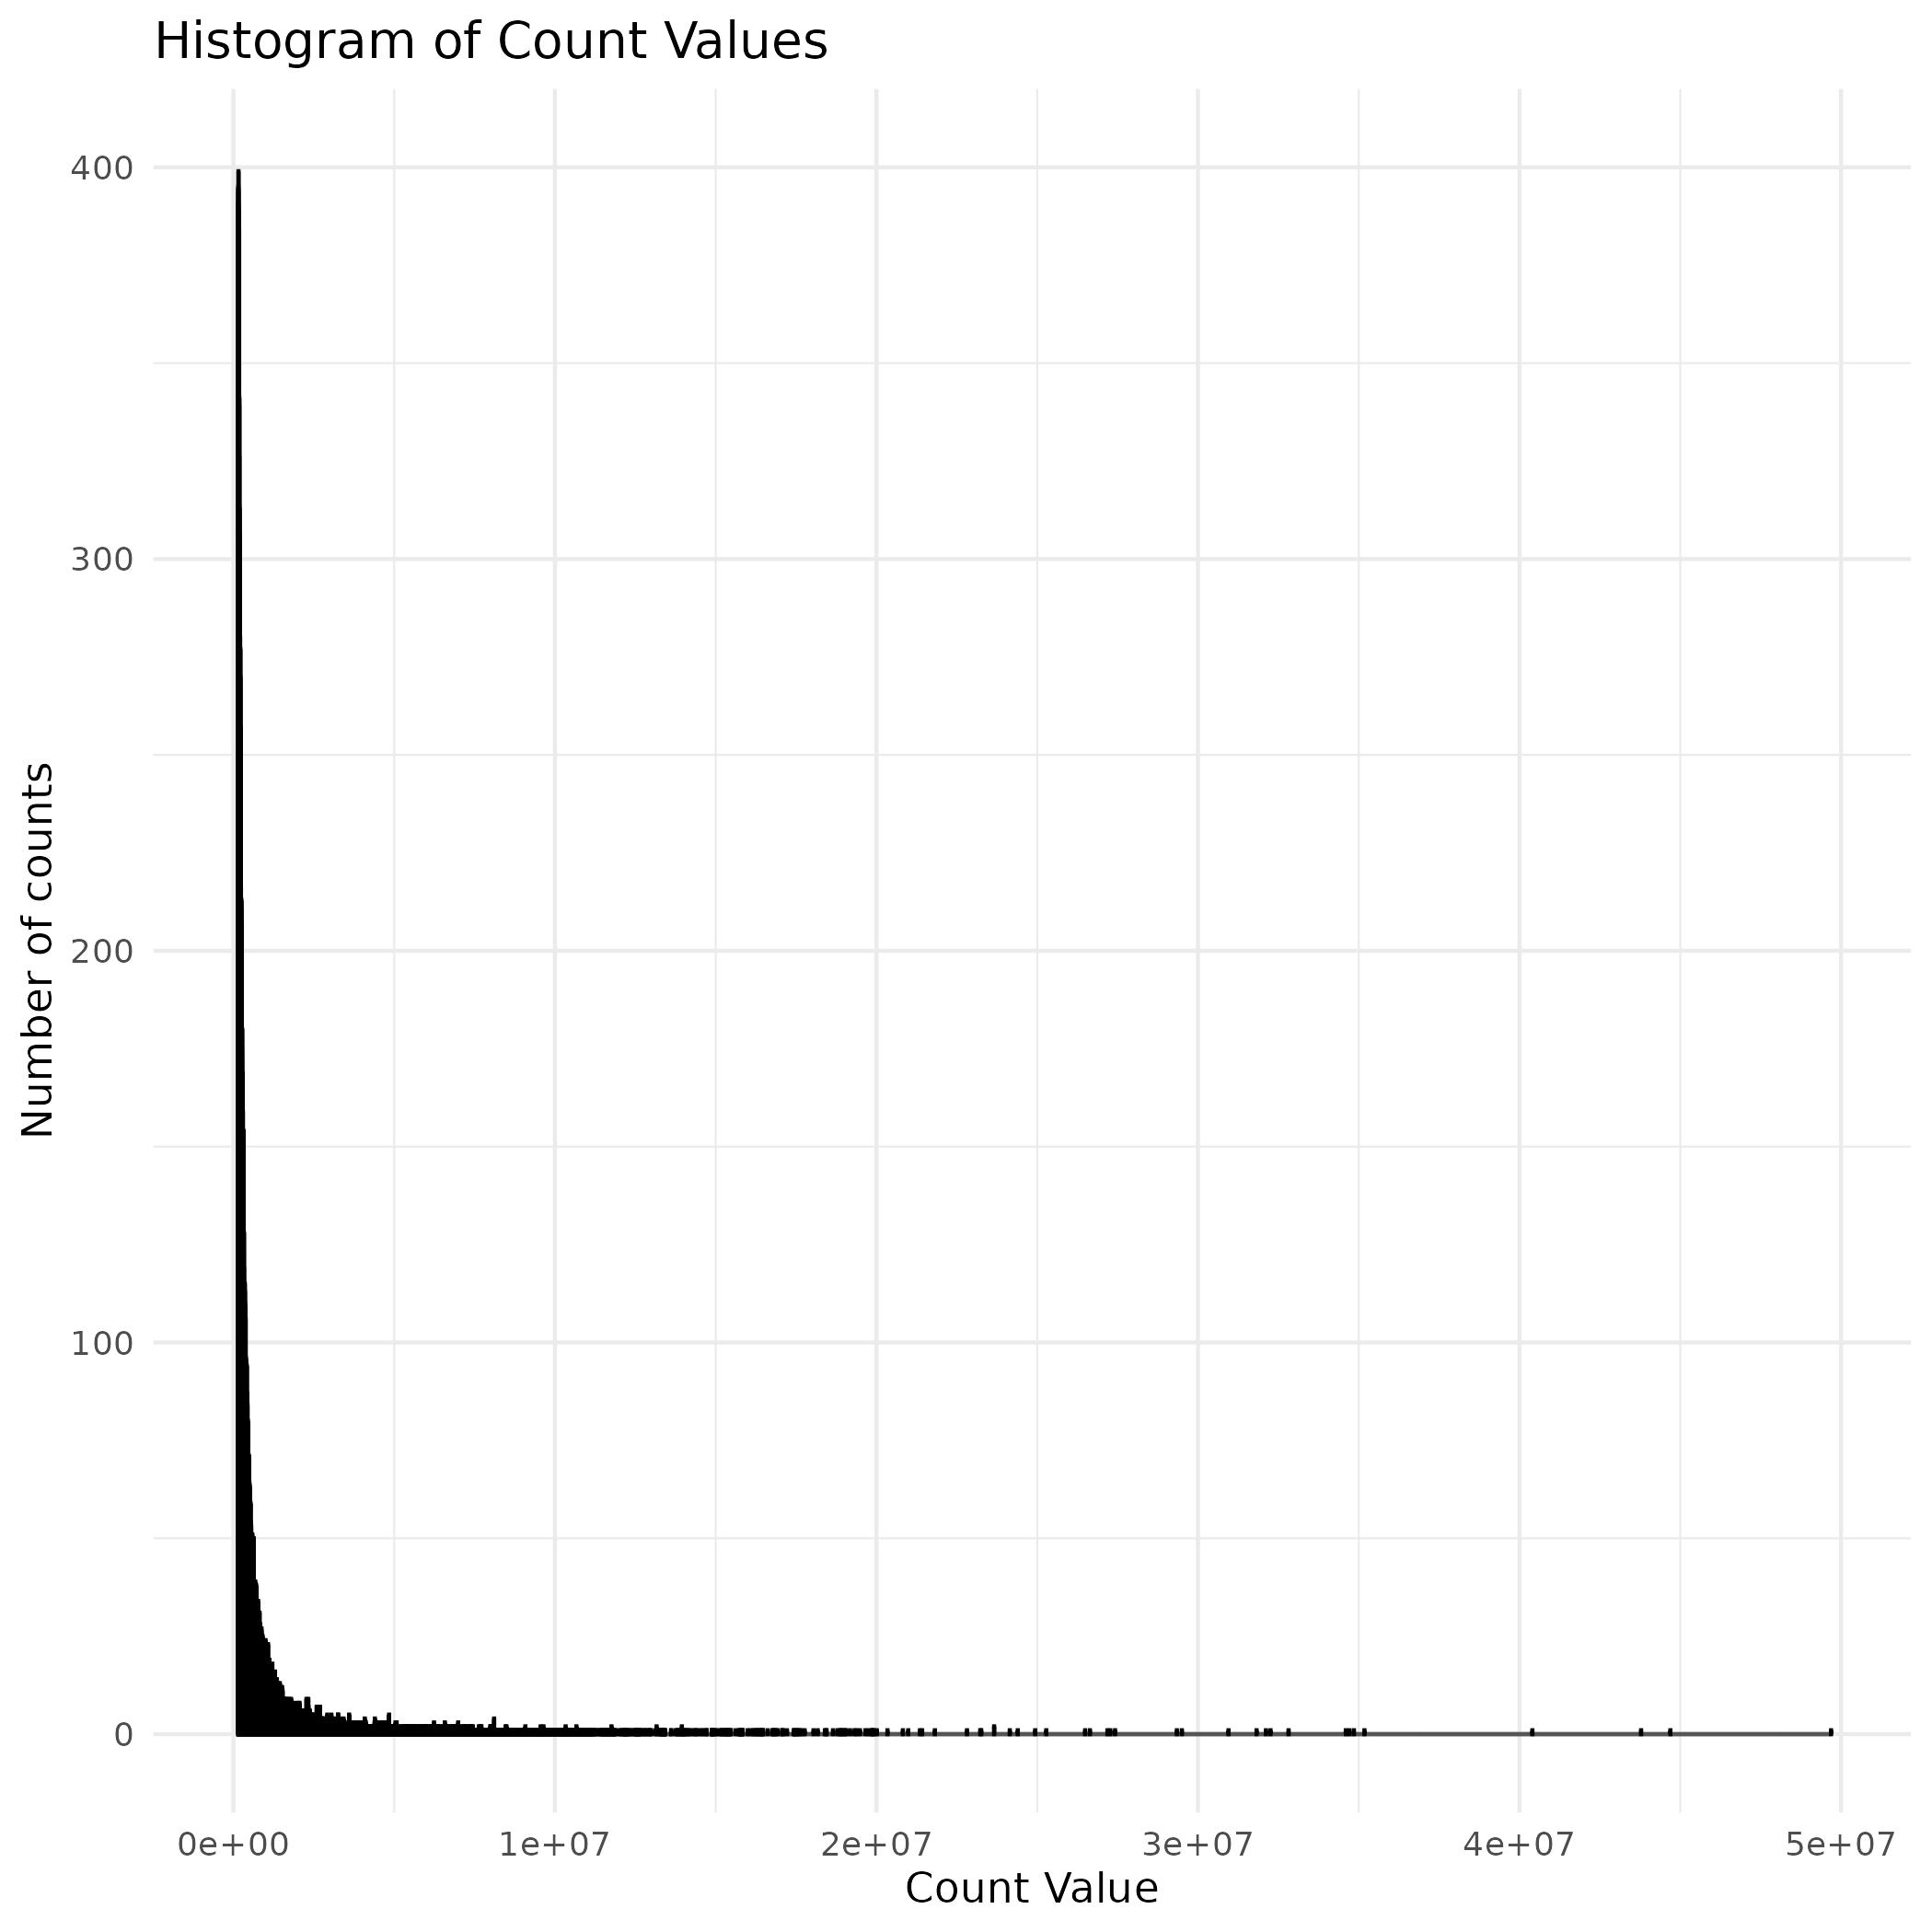 Histogram of Count Values
Number of counts
400
300
200
100
0
0e+00 1e+07 2e+07 3e+07 4e+07 5e+07
Count Value